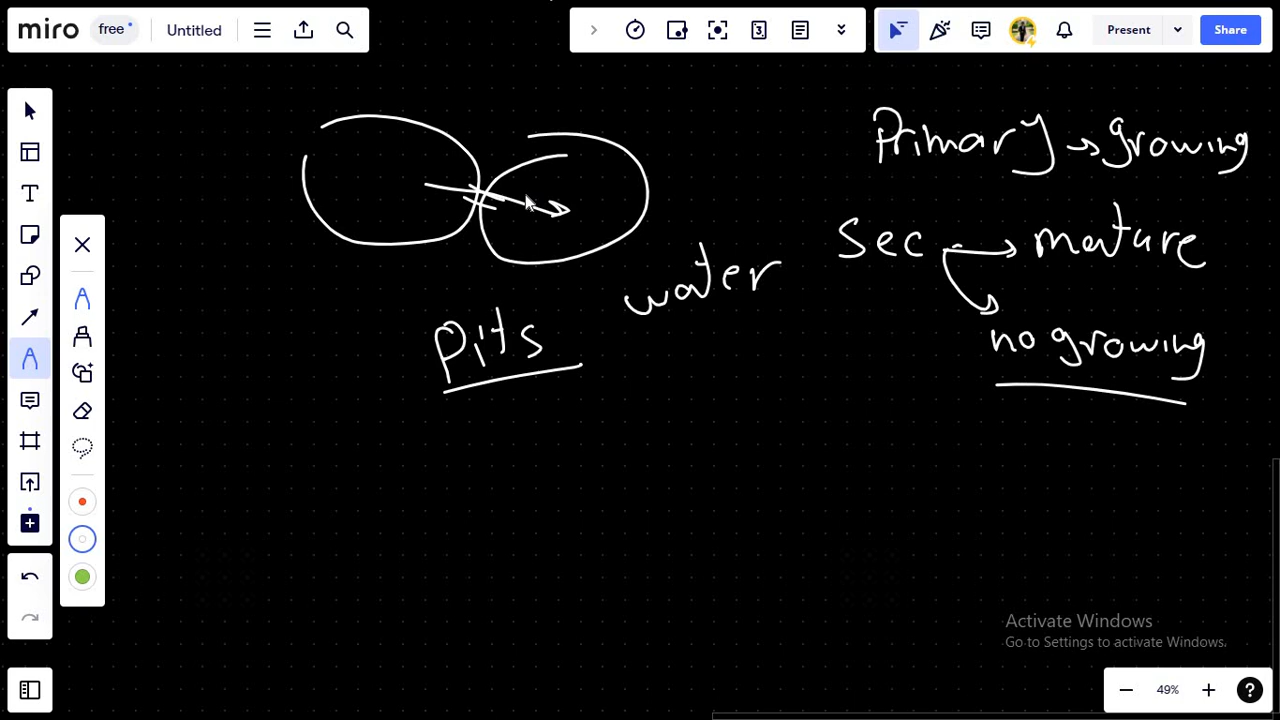 miro free Untitled
3
Present Share
T
Primary → growing
Sec → mature
no growing
water
Pits
Activate Windows
Go to Settings to activate Windows.
− 49% + ?